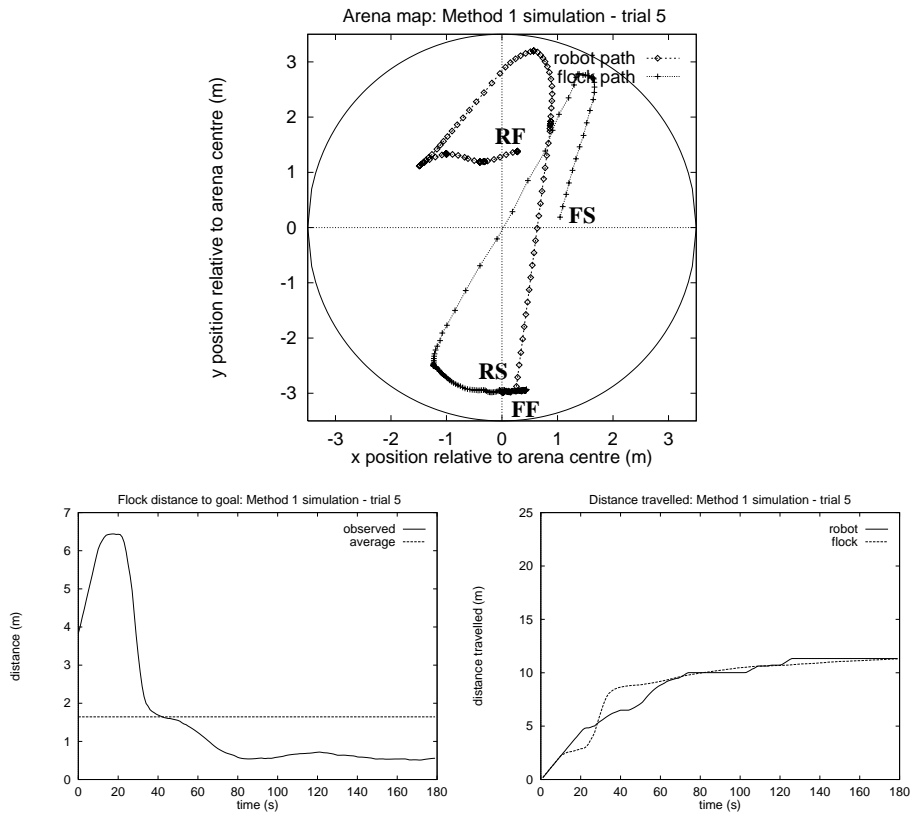 Arena map: Method 1 simulation - trial 5
robot path
flock path
y position relative to arena centre (m)
3
2
1
0
-1
-2
-3
RF
FS
RS
FF
-3 -2 -1 0 1 2 3
x position relative to arena centre (m)
Flock distance to goal: Method 1 simulation - trial 5
observed
average
distance (m)
7
6
5
4
3
2
1
0
0 20 40 60 80 100 120 140 160 180
time (s)
Distance travelled: Method 1 simulation - trial 5
robot
flock
distance travelled (m)
25
20
15
10
5
0
0 20 40 60 80 100 120 140 160 180
time (s)